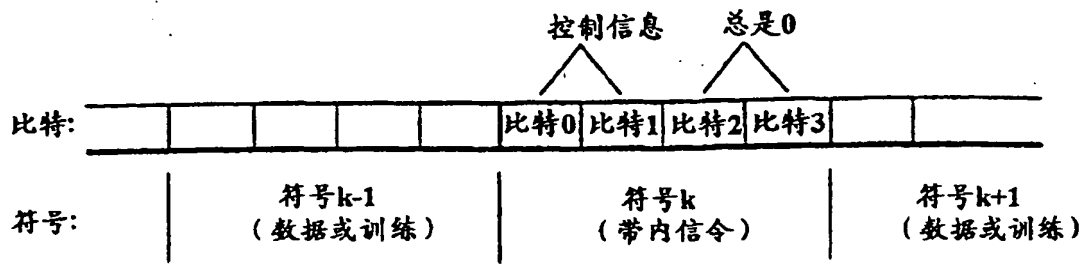 控制信息 总是0
比特: 比特0 比特1 比特2 比特3
符号: 符号k-1 符号k 符号k+1
(数据或训练) (带内信令) (数据或训练)